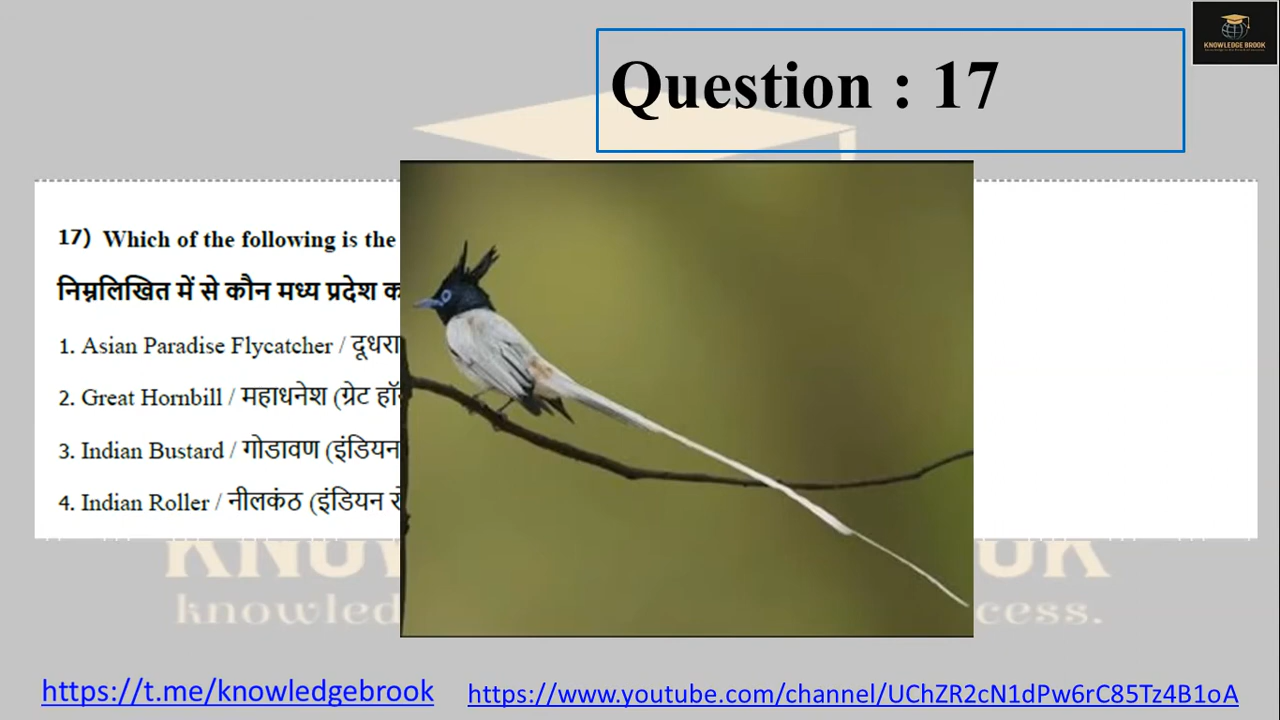 KNOWLEDGE BROOK
Question : 17
17) Which of the following is the
निम्नलिखित में से कौन मध्य प्रदेश
1. Asian Paradise Flycatcher /
2. Great Hornbill / महाधनेश (ग्रेट
3. Indian Bustard / गोडावण (इंडियन
4. Indian Roller / नीलकंठ (इंडियन
https://t.me/knowledgebrook
https://www.youtube.com/channel/UChZR2cN1dPw6rC85Tz4B1oA